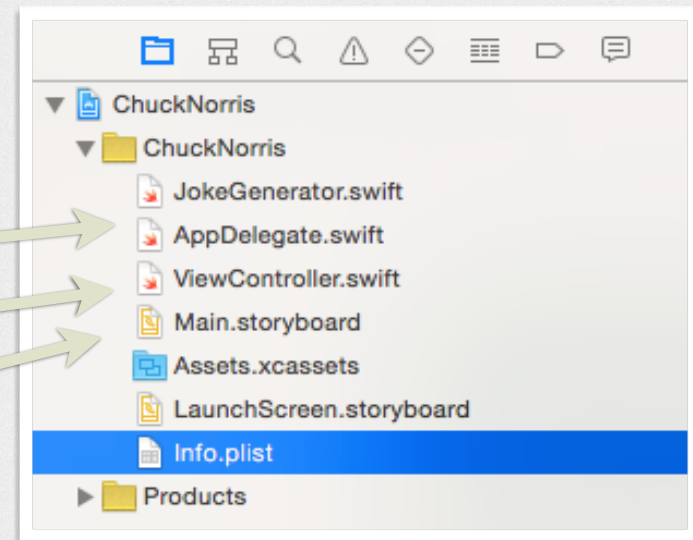 ChuckNorris
ChuckNorris
JokeGenerator.swift
AppDelegate.swift
ViewController.swift
Main.storyboard
Assets.xcassets
LaunchScreen.storyboard
Info.plist
Products